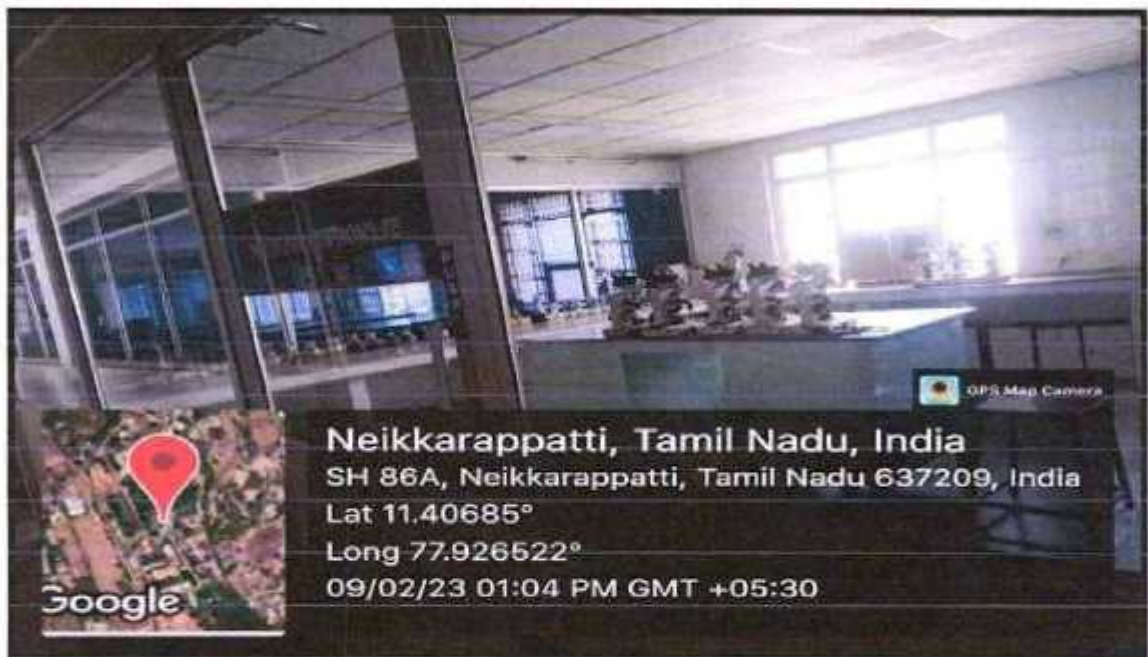 GPS Map Camera
Neikkarappatti, Tamil Nadu, India
SH 86A, Neikkarappatti, Tamil Nadu 637209, India
Lat 11.40685°
Long 77.926522°
09/02/23 01:04 PM GMT +05:30
Google